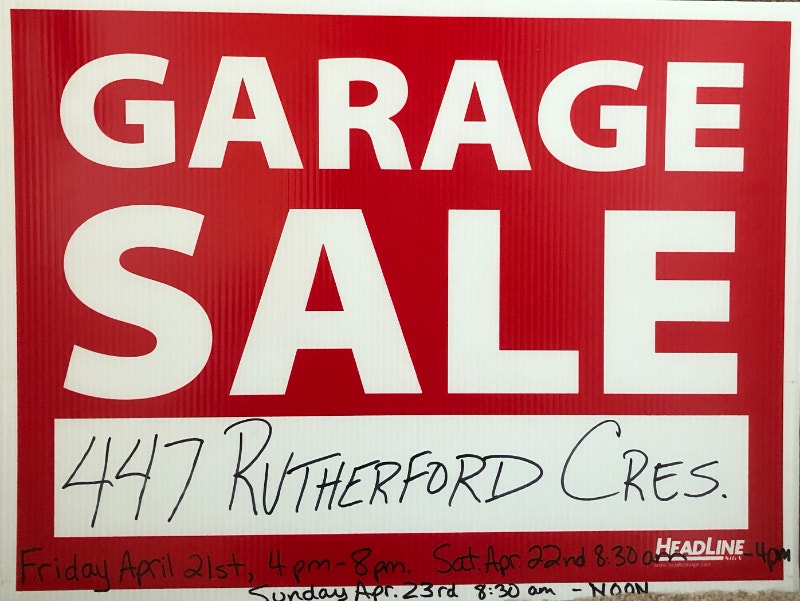 GARAGE
SALE
447 RUTHERFORD CRES.
HEADLINE
Friday April 21st, 4pm-8pm. Sat. Apr. 22nd 8:30am-4pm
Sunday Apr. 23rd 8:30 am - NOON